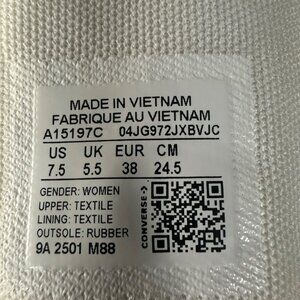 MADE IN VIETNAM
FABRIQUE AU VIETNAM
A15197C 04JG972JXBVJC
US UK EUR CM
7.5 5.5 38 24.5
GENDER: WOMEN
UPPER: TEXTILE
LINING: TEXTILE
OUTSOLE: RUBBER
9A 2501 M88
CONVERSE